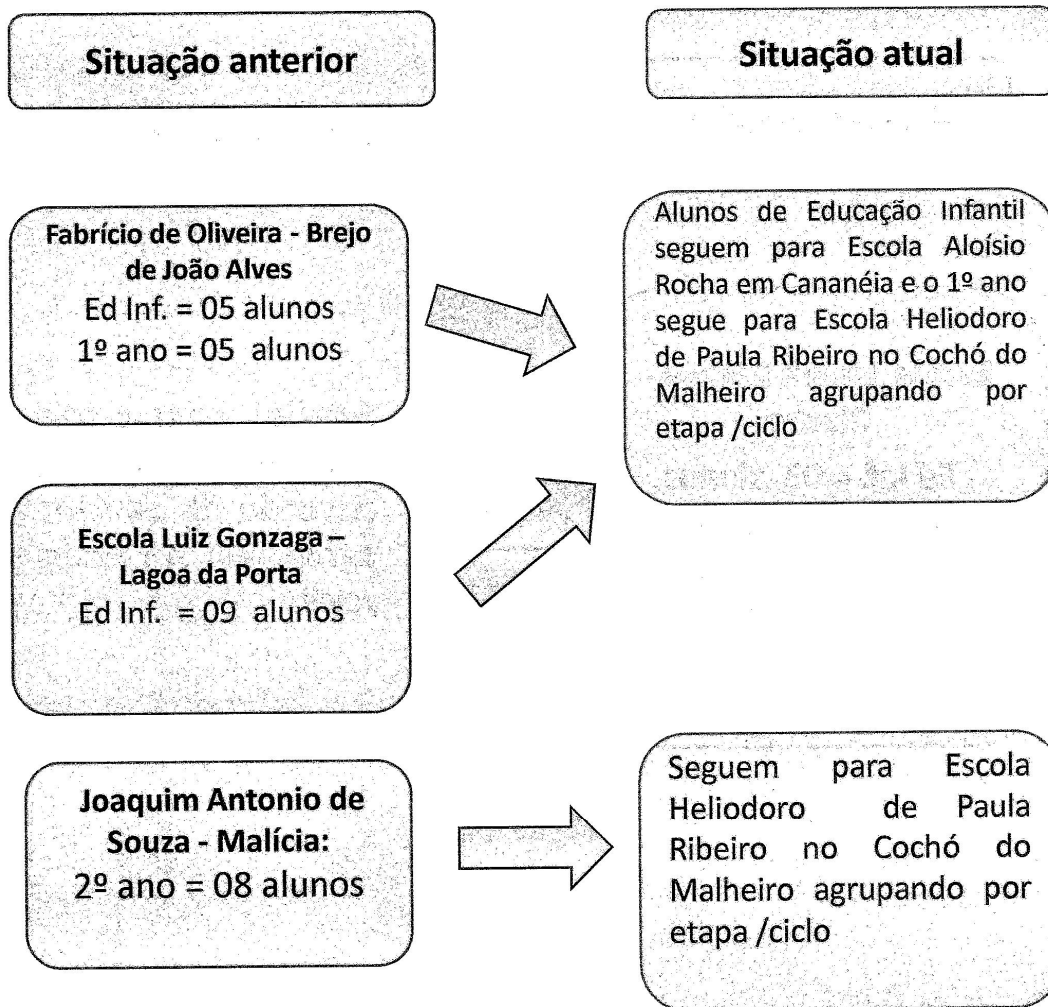 Situação anterior
Situação atual
Fabrício de Oliveira - Brejo
de João Alves
Ed Inf. = 05 alunos
1º ano = 05 alunos
Alunos de Educação Infantil
seguem para Escola Aloísio
Rocha em Cananéia e o 1º ano
segue para Escola Heliodoro
de Paula Ribeiro no Cochó do
Malheiro agrupando por
etapa /ciclo
Escola Luiz Gonzaga –
Lagoa da Porta
Ed Inf. = 09 alunos
Joaquim Antonio de
Souza - Malícia:
2º ano = 08 alunos
Seguem para Escola
Heliodoro de Paula
Ribeiro no Cochó do
Malheiro agrupando por
etapa /ciclo